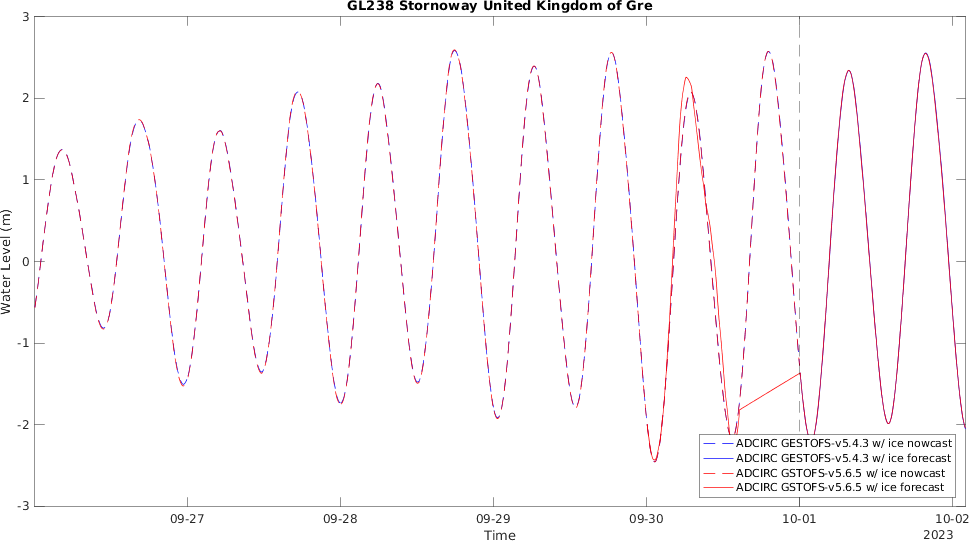 GL238 Stornoway United Kingdom of Gre
3
2
1
0
-1
-2
-3
Water Level (m)
09-27
09-28
09-29
09-30
10-01
10-02
Time
2023
ADCIRC GESTOFS-v5.4.3 w/ ice nowcast
ADCIRC GESTOFS-v5.4.3 w/ ice forecast
ADCIRC GSTOFS-v5.6.5 w/ ice nowcast
ADCIRC GSTOFS-v5.6.5 w/ ice forecast